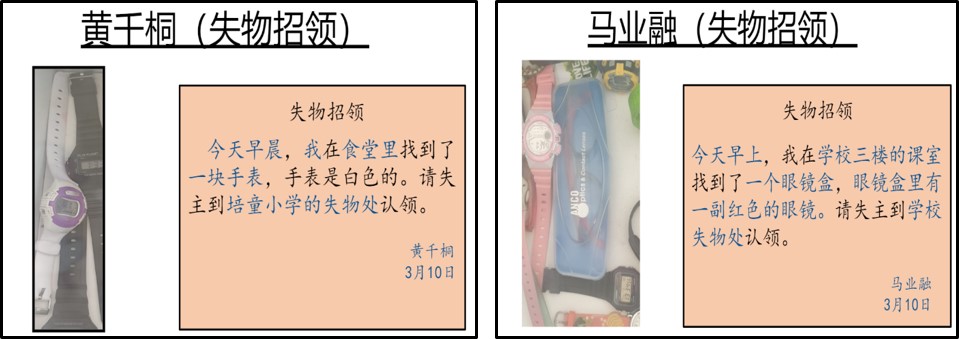 黄千桐（失物招领）
失物招领
今天早晨，我在食堂里找到了
一块手表，手表是白色的。请失
主到培童小学的失物处认领。
黄千桐
3月10日
马业融（失物招领）
ANCO
失物招领
今天早上，我在学校三楼的课室
找到了一个眼镜盒，眼镜盒里有
一副红色的眼镜。请失主到学校
失物处认领。
马业融
3月10日